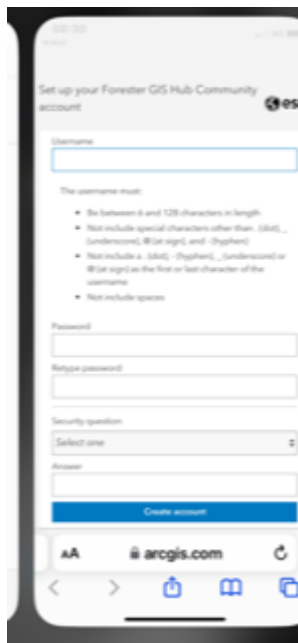 Set up your Forester GIS Hub Community
account
es
Username
The username must:
• Be between 6 and 128 characters in length
• Not include special characters other than . (dot), _
(underscore), @ (at sign), and - (hyphen)
• Not include a . (dot), - (hyphen), _ (underscore) or
@ (at sign) as the first or last character of the
username
• Not include spaces
Password
Retype password
Security question
Select one
Answer
Create account
AA
arcgis.com